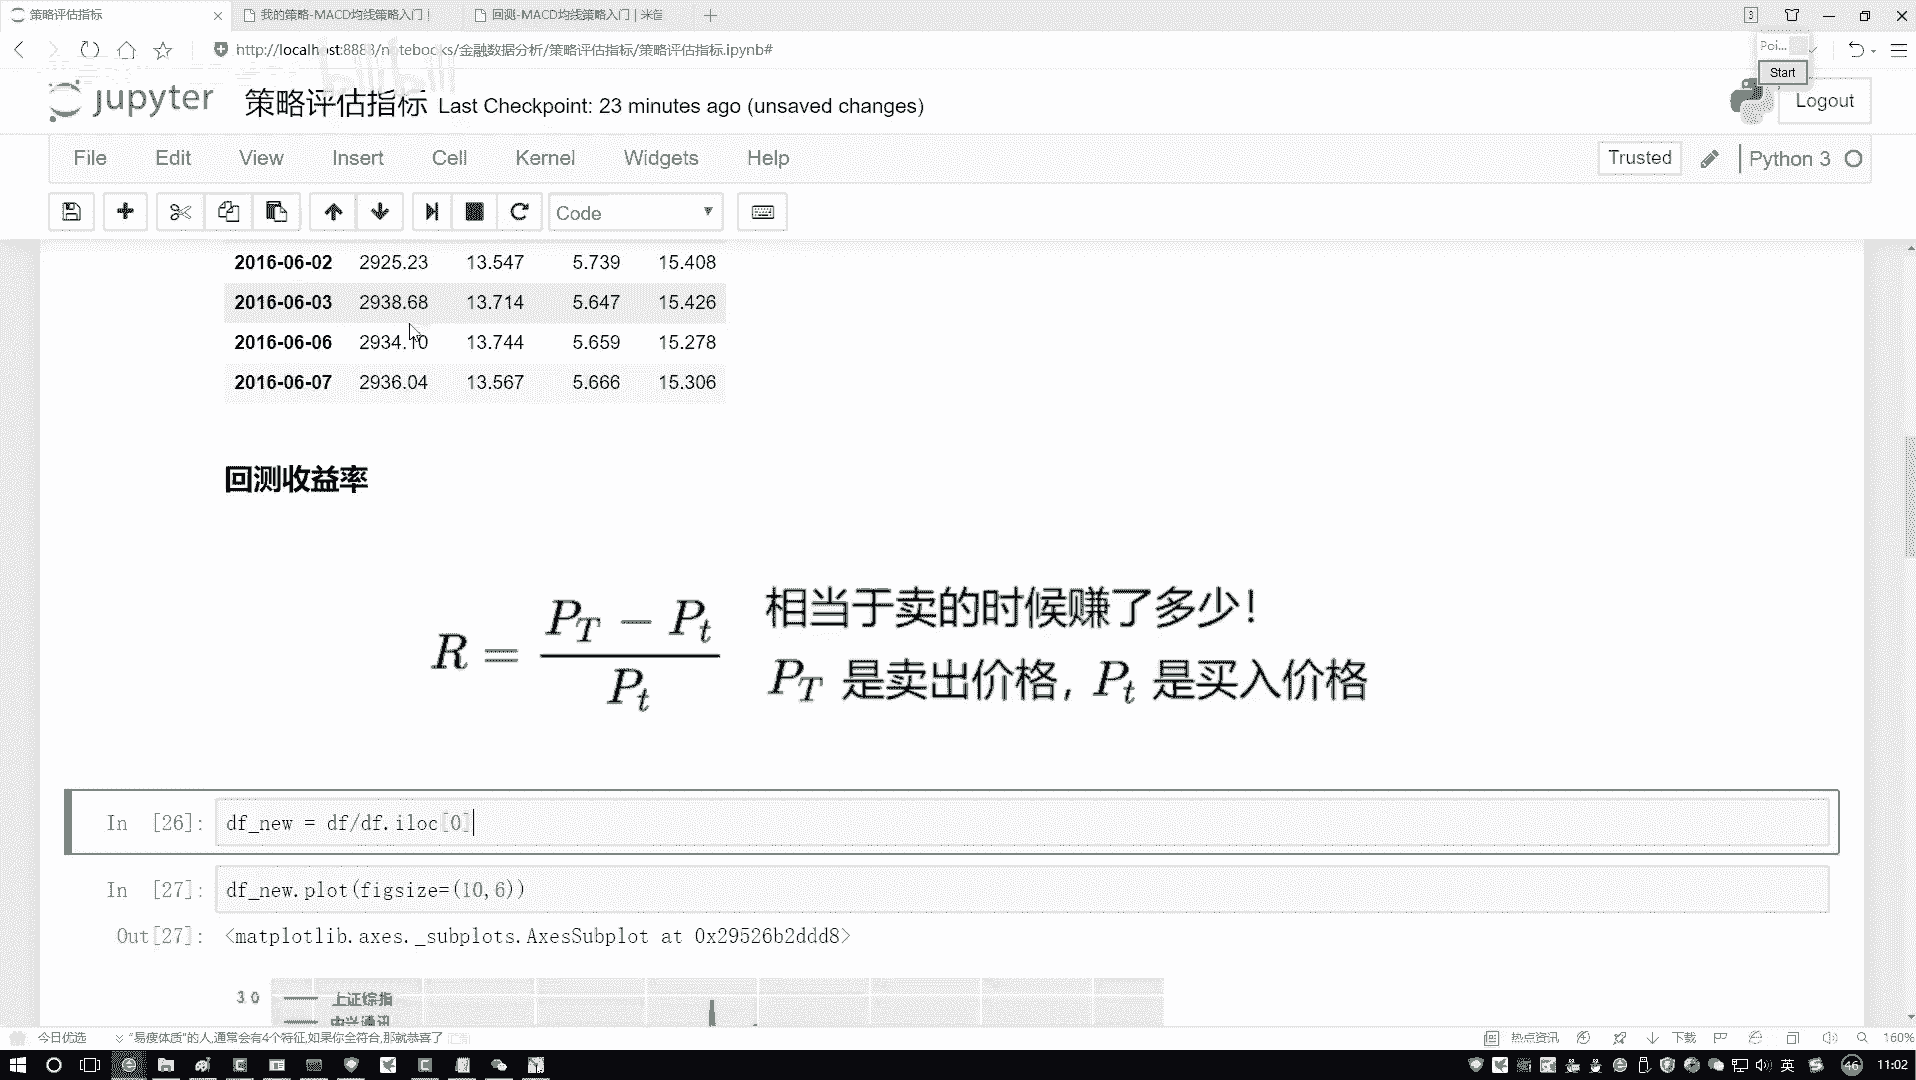 策略评估指标
我的策略-MACD均线策略入门
回测-MACD均线策略入门 | 米筐
3
http://localhost:8888/notebooks/金融数据分析/策略评估指标/策略评估指标.ipynb#
Poi...
Start
bilibili
jupyter 策略评估指标 Last Checkpoint: 23 minutes ago (unsaved changes)
Logout
File Edit View Insert Cell Kernel Widgets Help
Trusted
Python 3
Code
2016-06-02 2925.23 13.547 5.739 15.408
2016-06-03 2938.68 13.714 5.647 15.426
2016-06-06 2934.10 13.744 5.659 15.278
2016-06-07 2936.04 13.567 5.666 15.306
回测收益率
R = (P_T − P_t) / P_t
相当于卖的时候赚了多少！
P_T 是卖出价格，P_t 是买入价格
In [26]: df_new = df/df.iloc[0]
In [27]: df_new.plot(figsize=(10,6))
Out[27]: <matplotlib.axes._subplots.AxesSubplot at 0x29526b2ddd8>
3.0
上证综指
中兴通讯
今日优选
“易瘦体质”的人,通常会有4个特征,如果你全符合,那就恭喜了
热点资讯
下载
160%
英
46
11:02